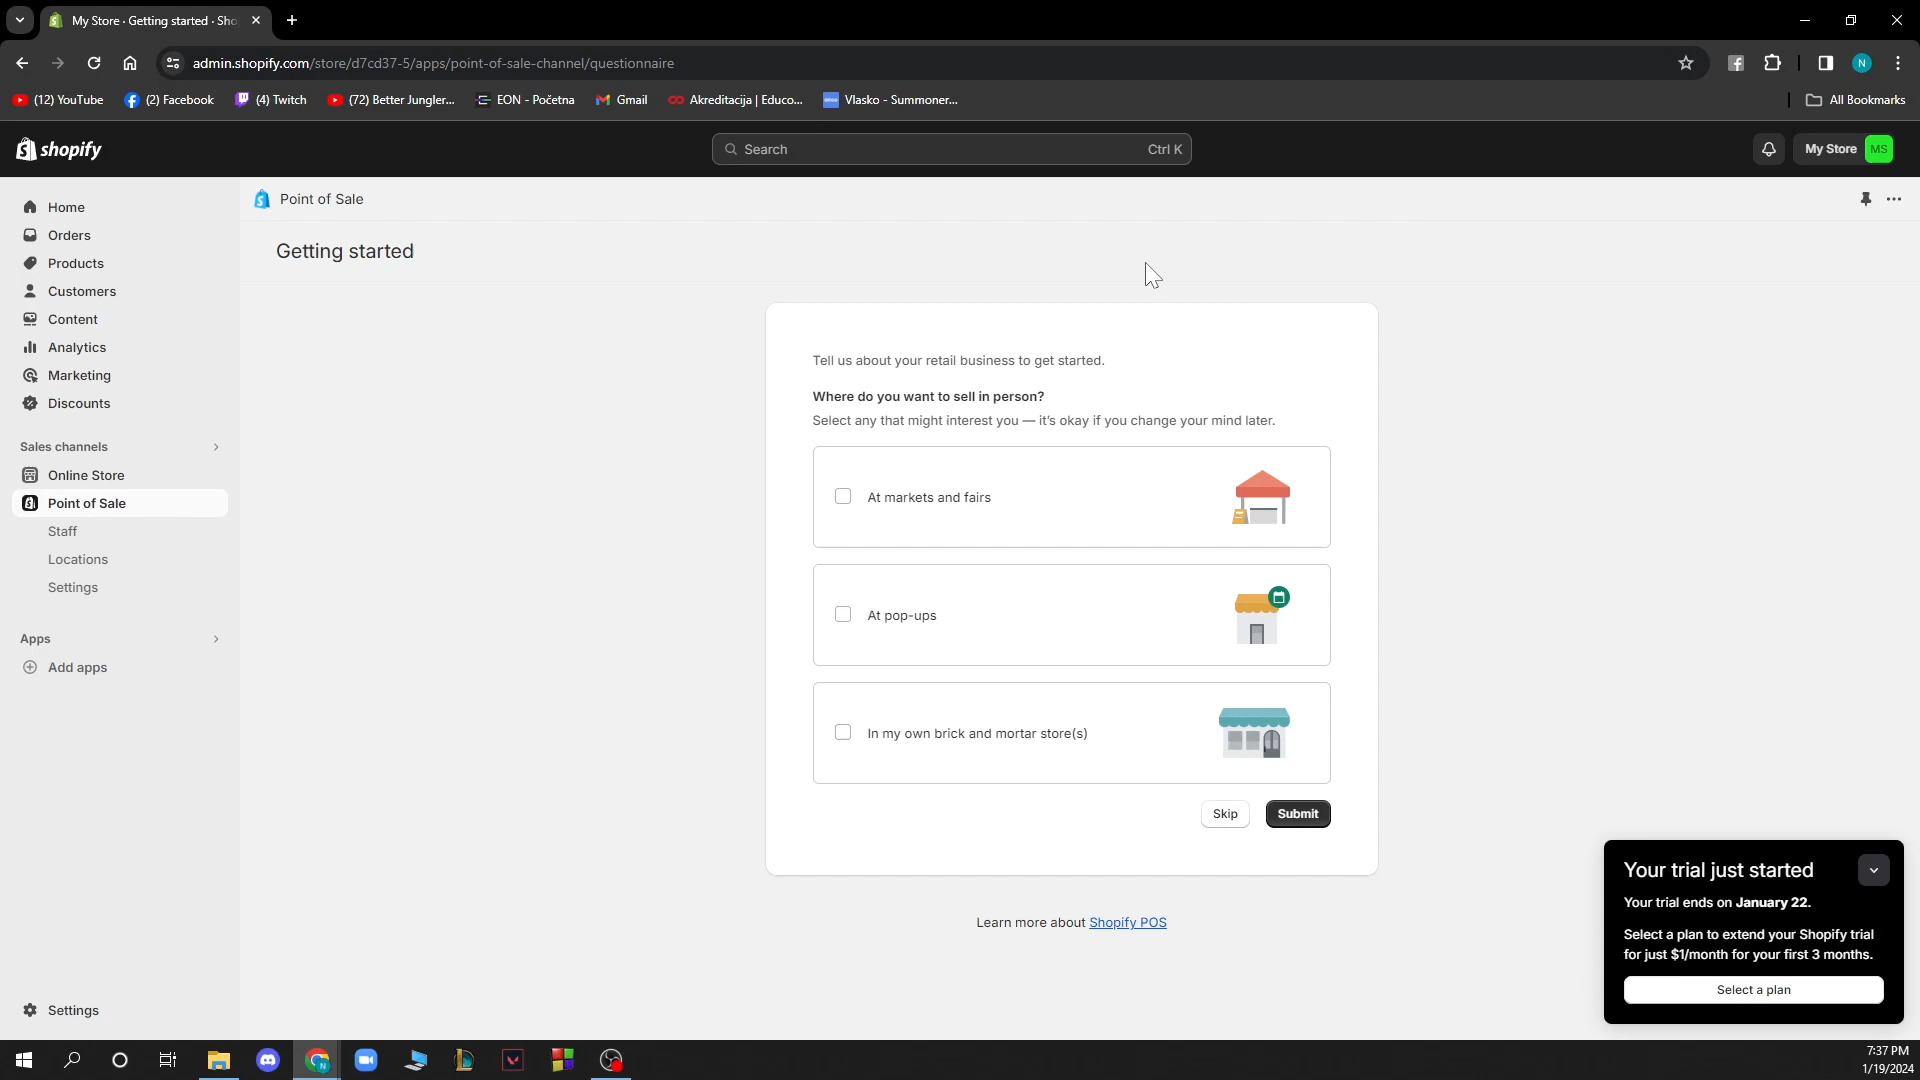 My Store · Getting started · Sho
admin.shopify.com/store/d7cd37-5/apps/point-of-sale-channel/questionnaire
N
(12) YouTube
(2) Facebook
(4) Twitch
(72) Better Jungler...
EON - Početna
Gmail
Akreditacija | Educo...
Vlasko - Summoner...
All Bookmarks
shopify
Search
Ctrl K
My Store
MS
Home
Orders
Products
Customers
Content
Analytics
Marketing
Discounts
Sales channels
Online Store
Point of Sale
Staff
Locations
Settings
Apps
Add apps
Settings
Point of Sale
Getting started
Tell us about your retail business to get started.
Where do you want to sell in person?
Select any that might interest you — it's okay if you change your mind later.
At markets and fairs
At pop-ups
In my own brick and mortar store(s)
Skip
Submit
Learn more about Shopify POS
Your trial just started
Your trial ends on January 22.
Select a plan to extend your Shopify trial
for just $1/month for your first 3 months.
Select a plan
7:37 PM
1/19/2024